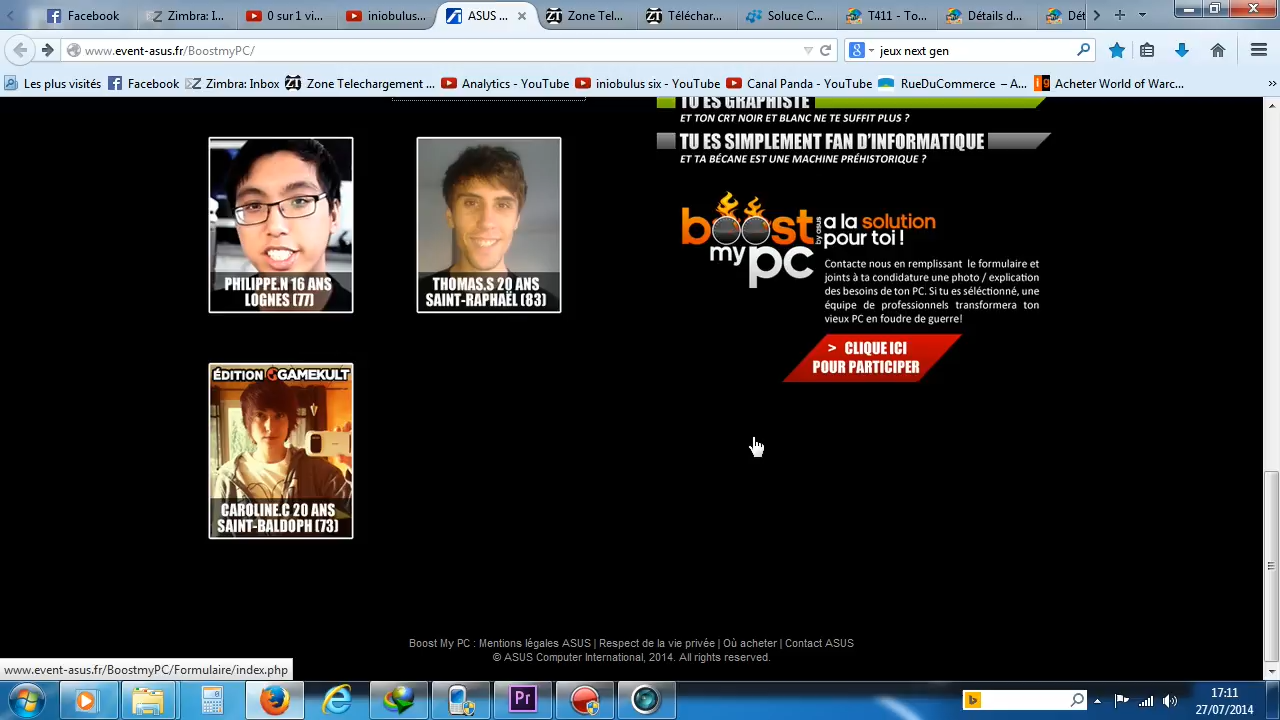 Facebook
Zimbra: Inbox
0 sur 1 vi...
iniobulus...
ASUS ...
Zone Tel...
Téléchar...
Soluce C...
T411 - To...
Détails d...
Dét
www.event-asus.fr/BoostmyPC/
jeux next gen
Les plus visités
Facebook
Zimbra: Inbox
Zone Telechargement ...
Analytics - YouTube
iniobulus six - YouTube
Canal Panda - YouTube
RueDuCommerce – A...
Acheter World of Warc...
TU ES GRAPHISTE
ET TON CRT NOIR ET BLANC NE TE SUFFIT PLUS ?
TU ES SIMPLEMENT FAN D'INFORMATIQUE
ET TA BÉCANE EST UNE MACHINE PRÉHISTORIQUE ?
PHILIPPE.N 16 ANS
LOGNES (77)
THOMAS.S 20 ANS
SAINT-RAPHAËL (83)
boost
my pc
by asus
a la solution
pour toi !
Contacte nous en remplissant le formulaire et
joints à ta condidature une photo / explication
des besoins de ton PC. Si tu es séléctionné, une
équipe de professionnels transformera ton
vieux PC en foudre de guerre!
> CLIQUE ICI
POUR PARTICIPER
ÉDITION GAMEKULT
CAROLINE.C 20 ANS
SAINT-BALDOPH (73)
Boost My PC : Mentions légales ASUS | Respect de la vie privée | Où acheter | Contact ASUS
© ASUS Computer International, 2014. All rights reserved.
www.event-asus.fr/BoostmyPC/Formulaire/index.php
Pr
17:11
27/07/2014